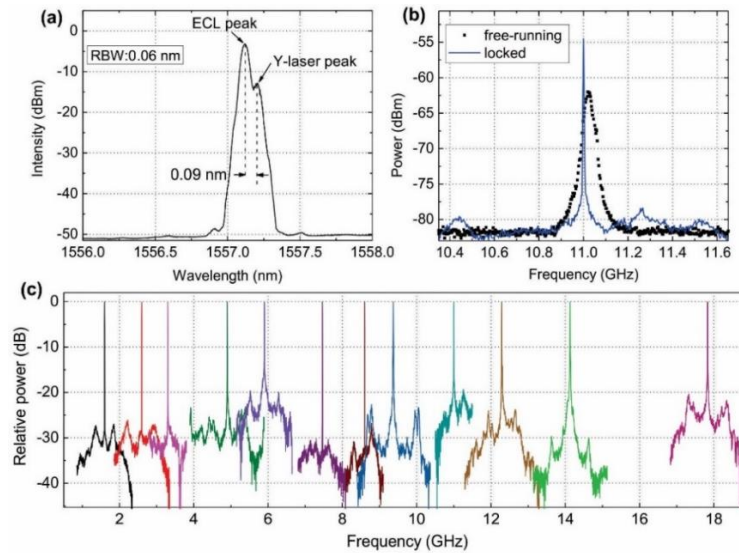 (a)
ECL peak
RBW:0.06 nm
Y-laser peak
0.09 nm
Intensity (dBm)
0
-10
-20
-30
-40
-50
1556.0 1556.5 1557.0 1557.5 1558.0
Wavelength (nm)
(b)
free-running
locked
Power (dBm)
-55
-60
-65
-70
-75
-80
10.4 10.6 10.8 11.0 11.2 11.4 11.6
Frequency (GHz)
(c)
Relative power (dB)
0
-10
-20
-30
-40
2 4 6 8 10 12 14 16 18
Frequency (GHz)